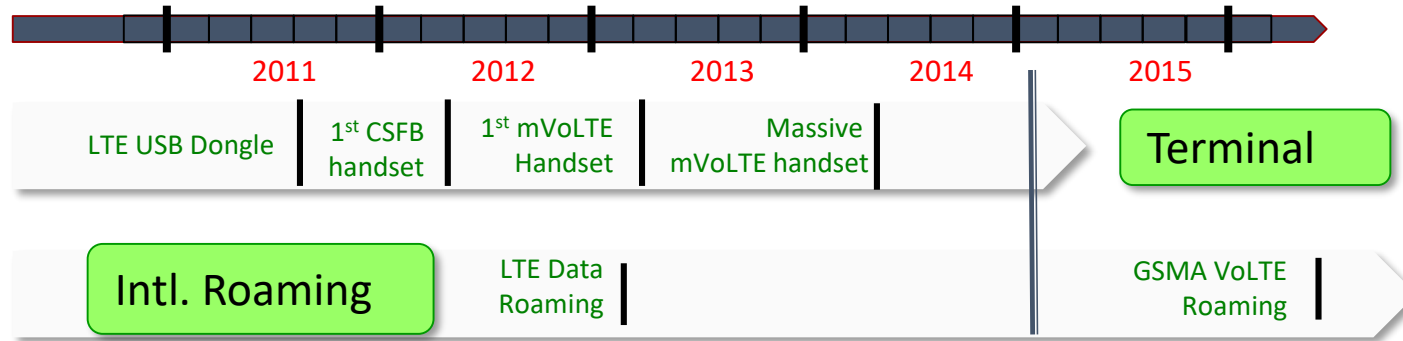 2011 2012 2013 2014 2015
LTE USB Dongle
1st CSFB
handset
1st mVoLTE
Handset
Massive
mVoLTE handset
Terminal
Intl. Roaming
LTE Data
Roaming
GSMA VoLTE
Roaming